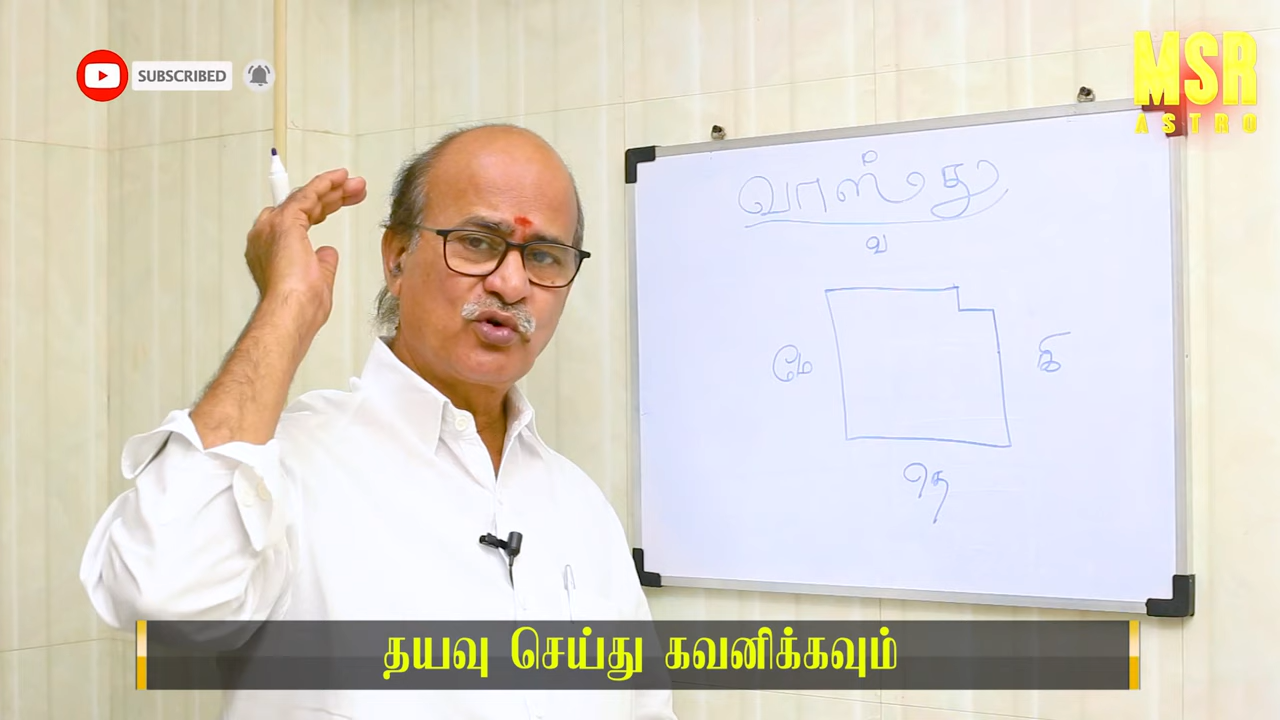 SUBSCRIBED
MSR
ASTRO
வாஸ்து
வ
மே
கி
தெ
தயவு செய்து கவனிக்கவும்